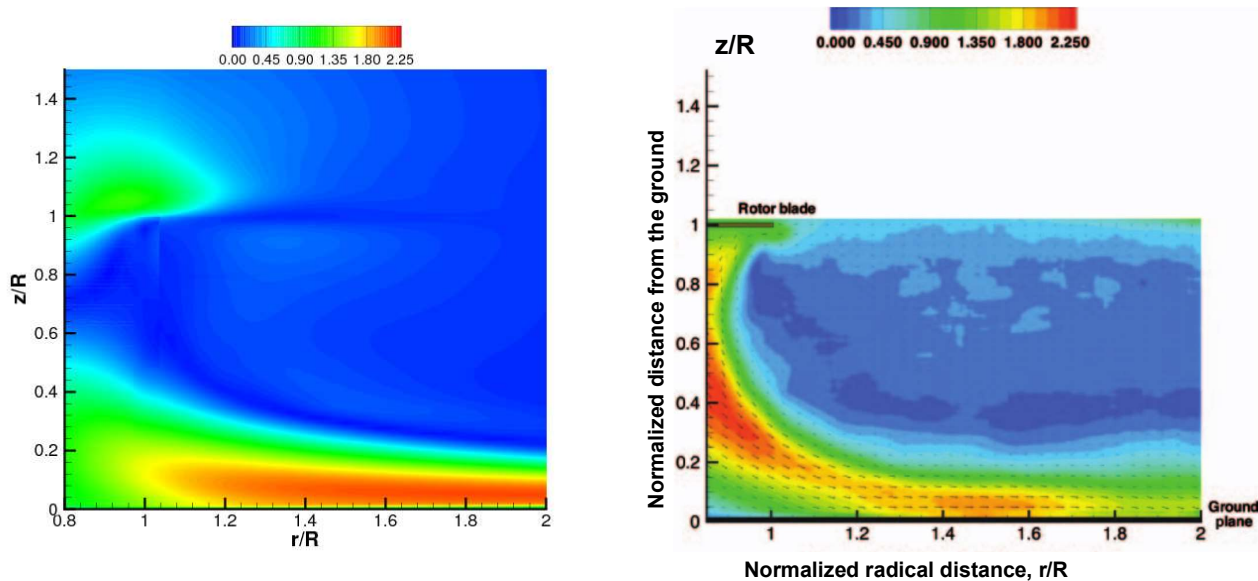 0.00 0.45 0.90 1.35 1.80 2.25
1.4
1.2
1
0.8
0.6
0.4
0.2
0
z/R
0.8 1 1.2 1.4 1.6 1.8 2
r/R
0.000 0.450 0.900 1.350 1.800 2.250
z/R
Normalized distance from the ground
1.4
1.2
1
0.8
0.6
0.4
0.2
0
Rotor blade
Ground
plane
1 1.2 1.4 1.6 1.8 2
Normalized radical distance, r/R